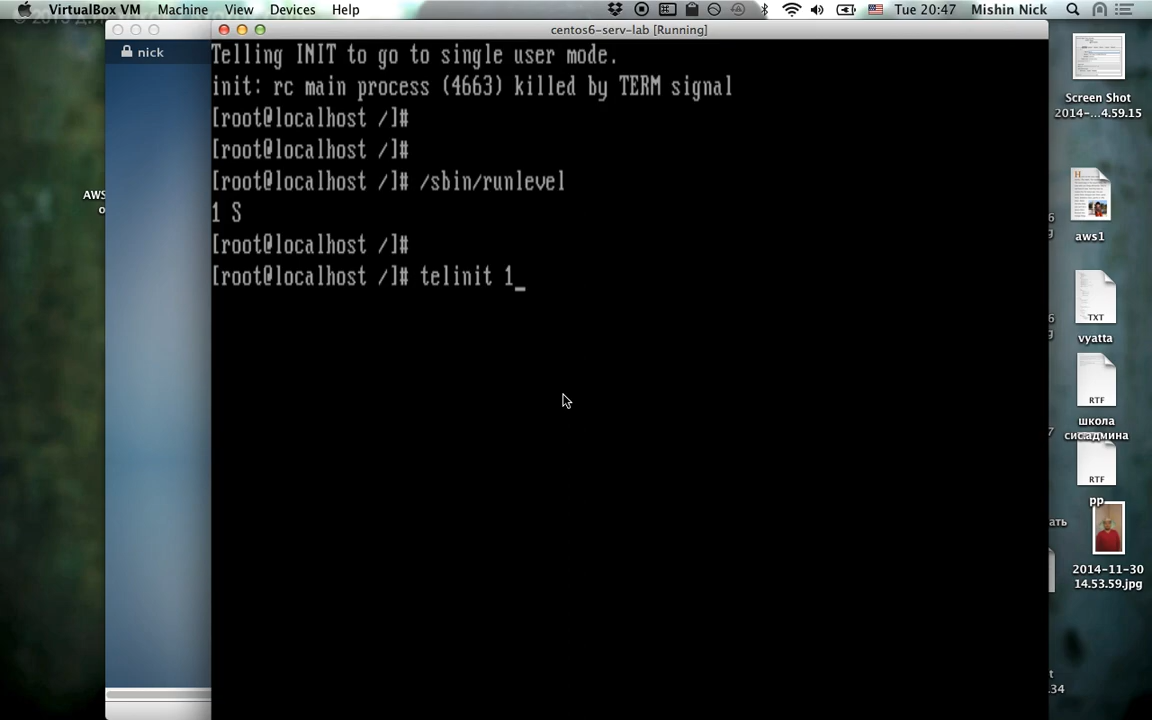 VirtualBox VM Machine View Devices Help Tue 20:47 Mishin Nick
centos6-serv-lab [Running]
nick
Telling INIT to go to single user mode.
init: rc main process (4663) killed by TERM signal
[root@localhost /]#
[root@localhost /]#
[root@localhost /]# /sbin/runlevel
1 S
[root@localhost /]#
[root@localhost /]# telinit 1_
AWS
Screen Shot
2014-...4.59.15
aws1
TXT
vyatta
RTF
школа
сисадмина
RTF
pp
ать
2014-11-30
14.53.59.jpg
t
.34